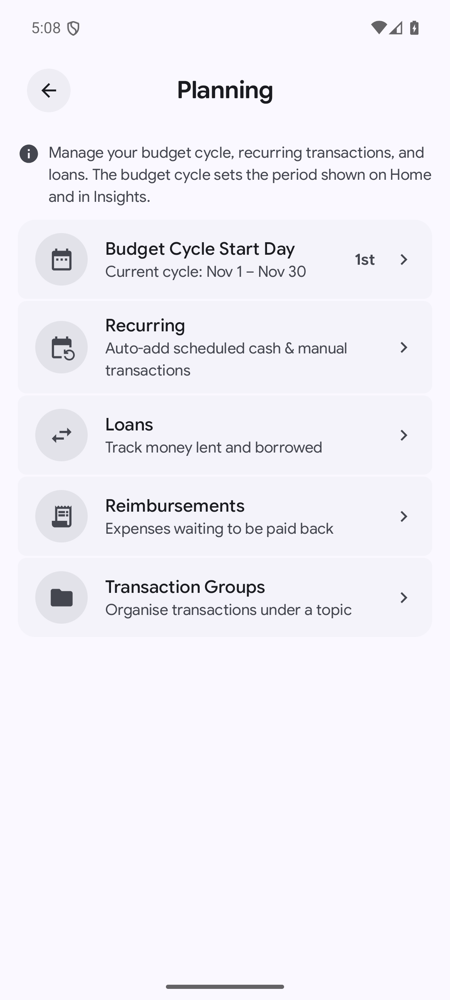 5:08
Planning
Manage your budget cycle, recurring transactions, and
loans. The budget cycle sets the period shown on Home
and in Insights.
Budget Cycle Start Day
Current cycle: Nov 1 – Nov 30
1st
Recurring
Auto-add scheduled cash & manual
transactions
Loans
Track money lent and borrowed
Reimbursements
Expenses waiting to be paid back
Transaction Groups
Organise transactions under a topic